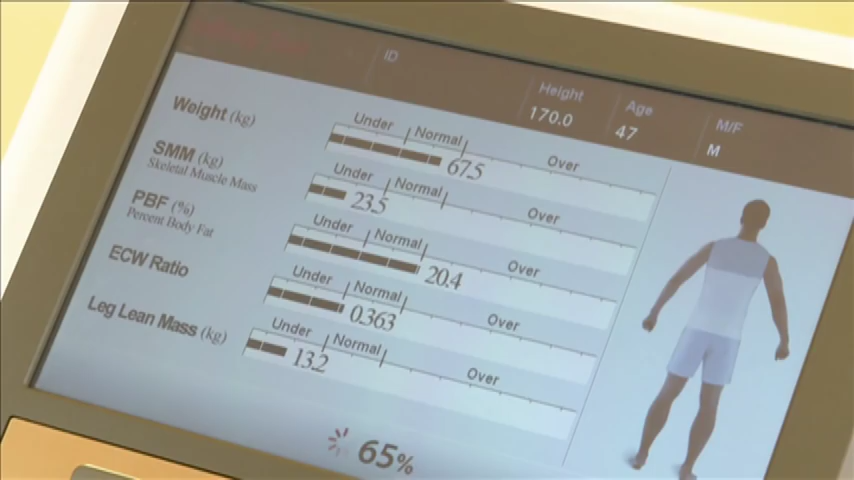 ID
Height
170.0
Age
47
M/F
M
Weight (kg)
Under Normal Over
67.5
SMM (kg)
Skeletal Muscle Mass
Under Normal Over
23.5
PBF (%)
Percent Body Fat
Under Normal Over
20.4
ECW Ratio
Under Normal Over
0.363
Leg Lean Mass (kg)
Under Normal Over
13.2
65%